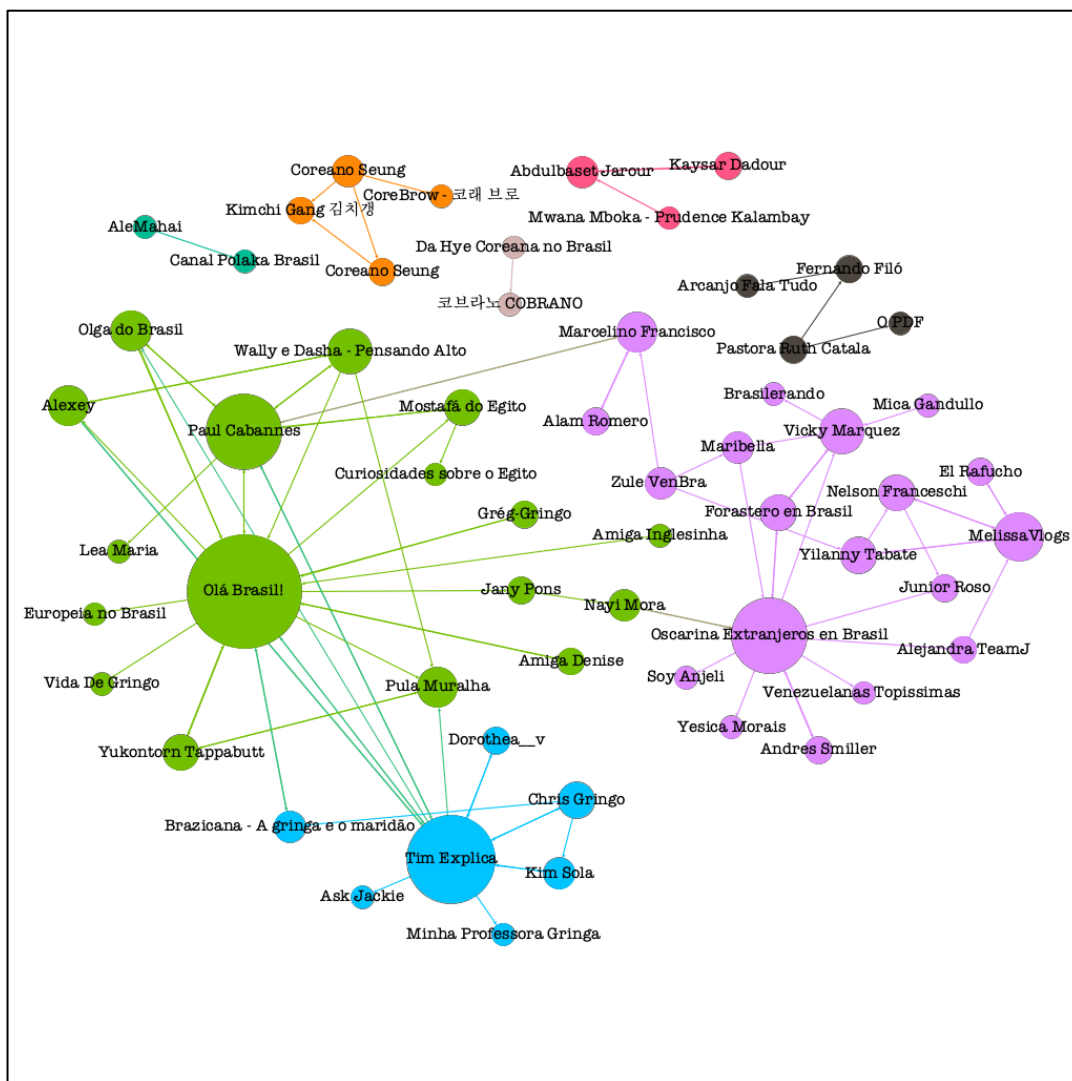 Coreano Seung
Abdulbaset Jarour
Kaysar Dadour
CoreBrow - 코래 브로
Kimchi Gang 김치갱
Mwana Mboka - Prudence Kalambay
AleMahai
Da Hye Coreana no Brasil
Canal Polaka Brasil
Coreano Seung
Fernando Filó
Arcanjo Fala Tudo
코브라노 COBRANO
Olga do Brasil
Marcelino Francisco
O PDF
Wally e Dasha - Pensando Alto
Pastora Ruth Catala
Brasilerando
Alexey
Mostafá do Egito
Mica Gandullo
Paul Cabannes
Alam Romero
Vicky Marquez
Maribella
Curiosidades sobre o Egito
El Rafucho
Zule VenBra
Nelson Franceschi
Grég-Gringo
Forastero en Brasil
Amiga Inglesinha
MelissaVlogs
Lea Maria
Yilanny Tabate
Olá Brasil!
Jany Pons
Junior Roso
Nayi Mora
Europeia no Brasil
Oscarina Extranjeros en Brasil
Alejandra TeamJ
Amiga Denise
Soy Anjeli
Vida De Gringo
Pula Muralha
Venezuelanas Topissimas
Yesica Morais
Dorothea__v
Yukontorn Tappabutt
Andres Smiller
Chris Gringo
Brazicana - A gringa e o maridão
Tim Explica
Kim Sola
Ask Jackie
Minha Professora Gringa